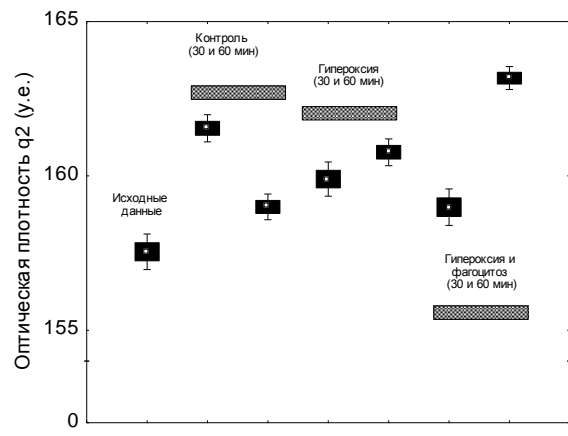 165
Контроль
(30 и 60 мин)
Гипероксия
(30 и 60 мин)
160
Исходные
данные
Оптическая плотность q2 (у.е.)
Гипероксия и
фагоцитоз
(30 и 60 мин)
155
0